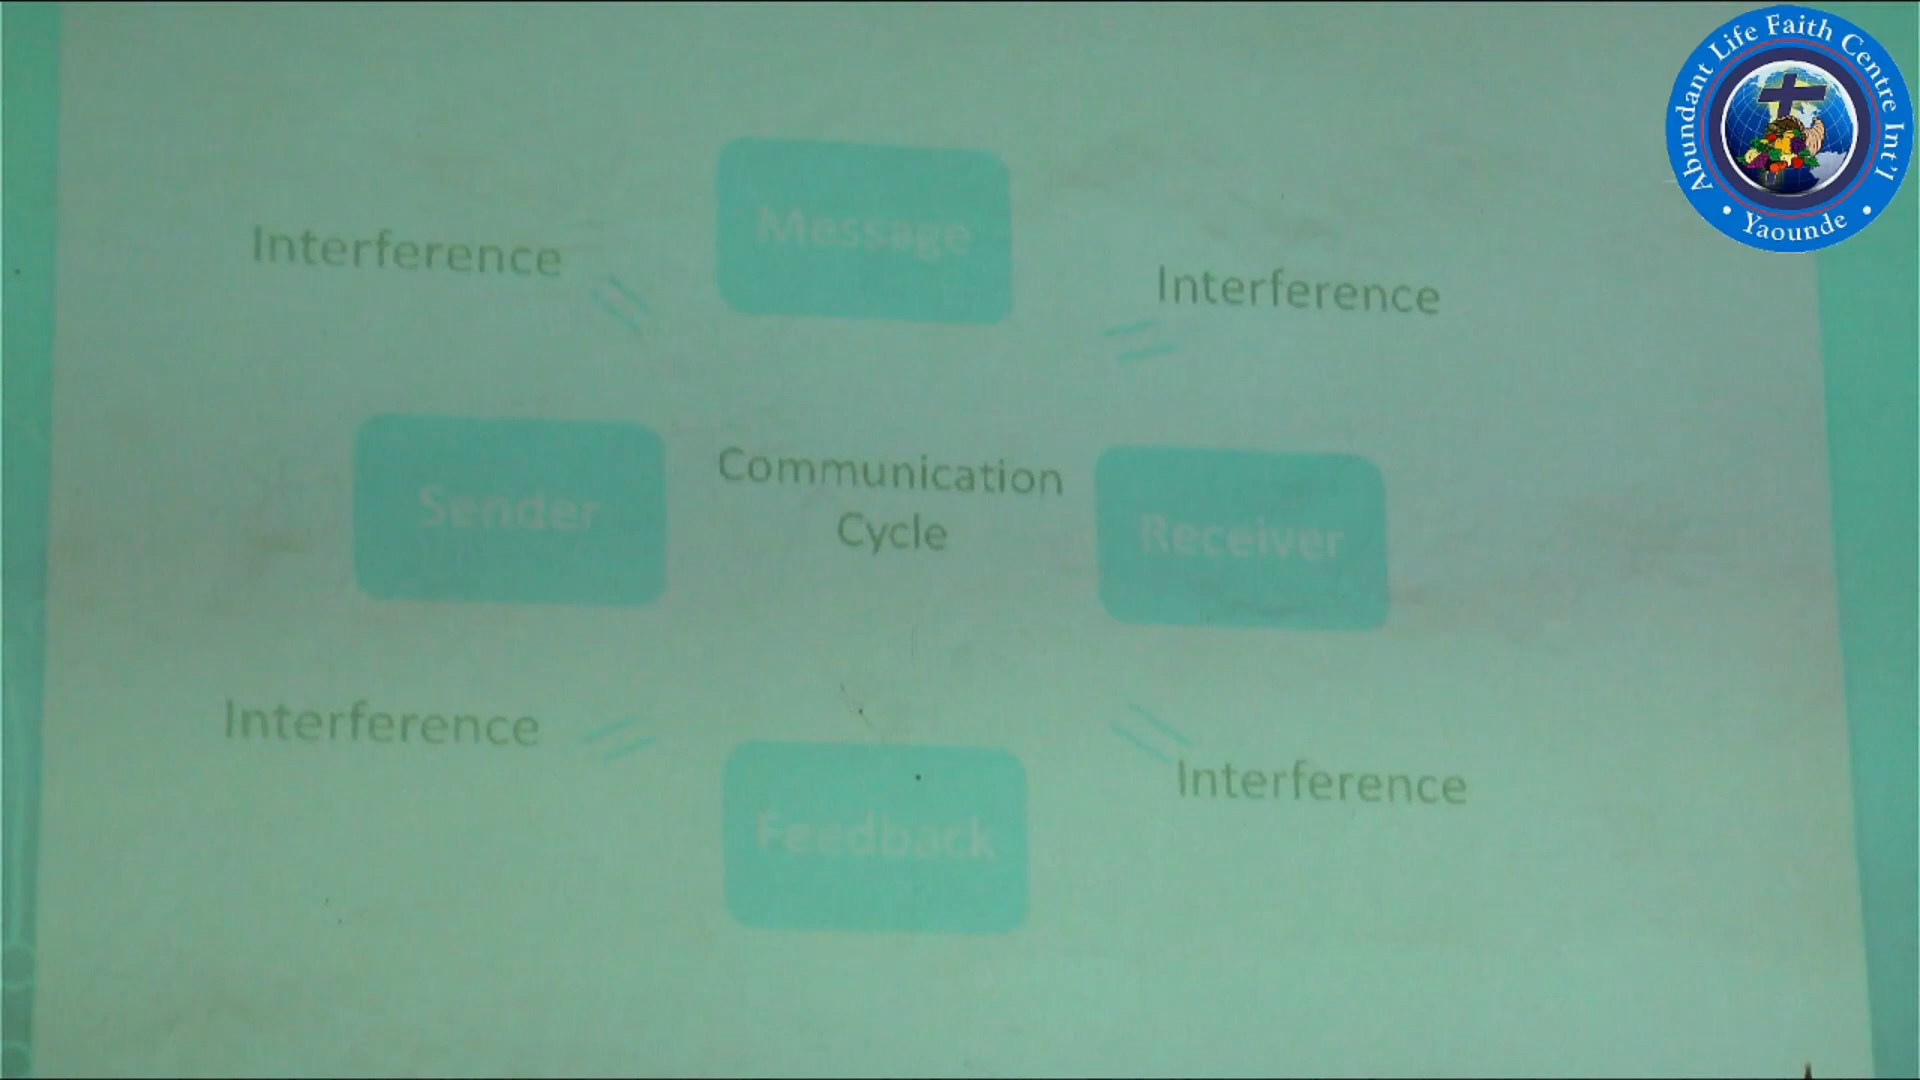 Abundant Life Faith Centre Int'l
• Yaounde •
Message
Interference
Interference
Sender
Communication
Cycle
Receiver
Interference
Interference
Feedback